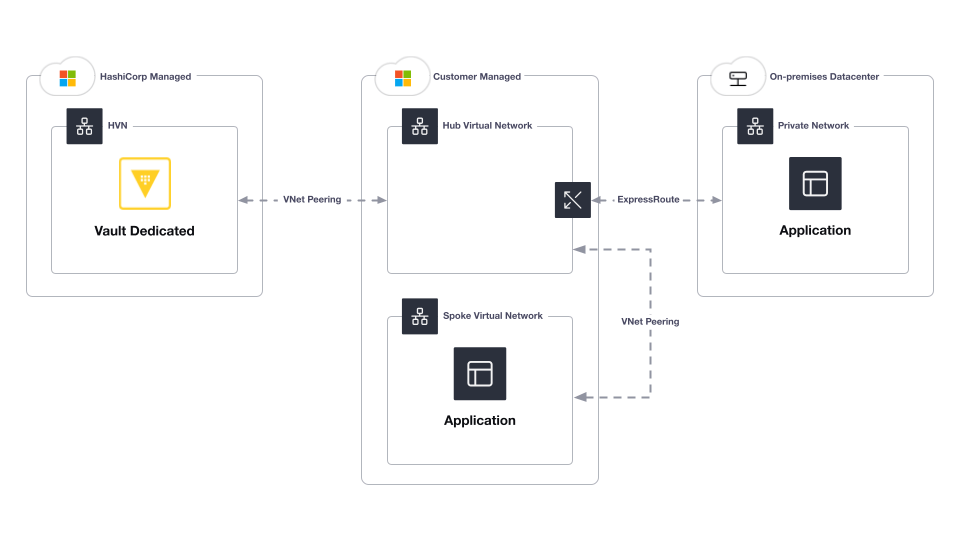 HashiCorp Managed
HVN
Vault Dedicated
VNet Peering
Customer Managed
Hub Virtual Network
ExpressRoute
VNet Peering
Spoke Virtual Network
Application
On-premises Datacenter
Private Network
Application